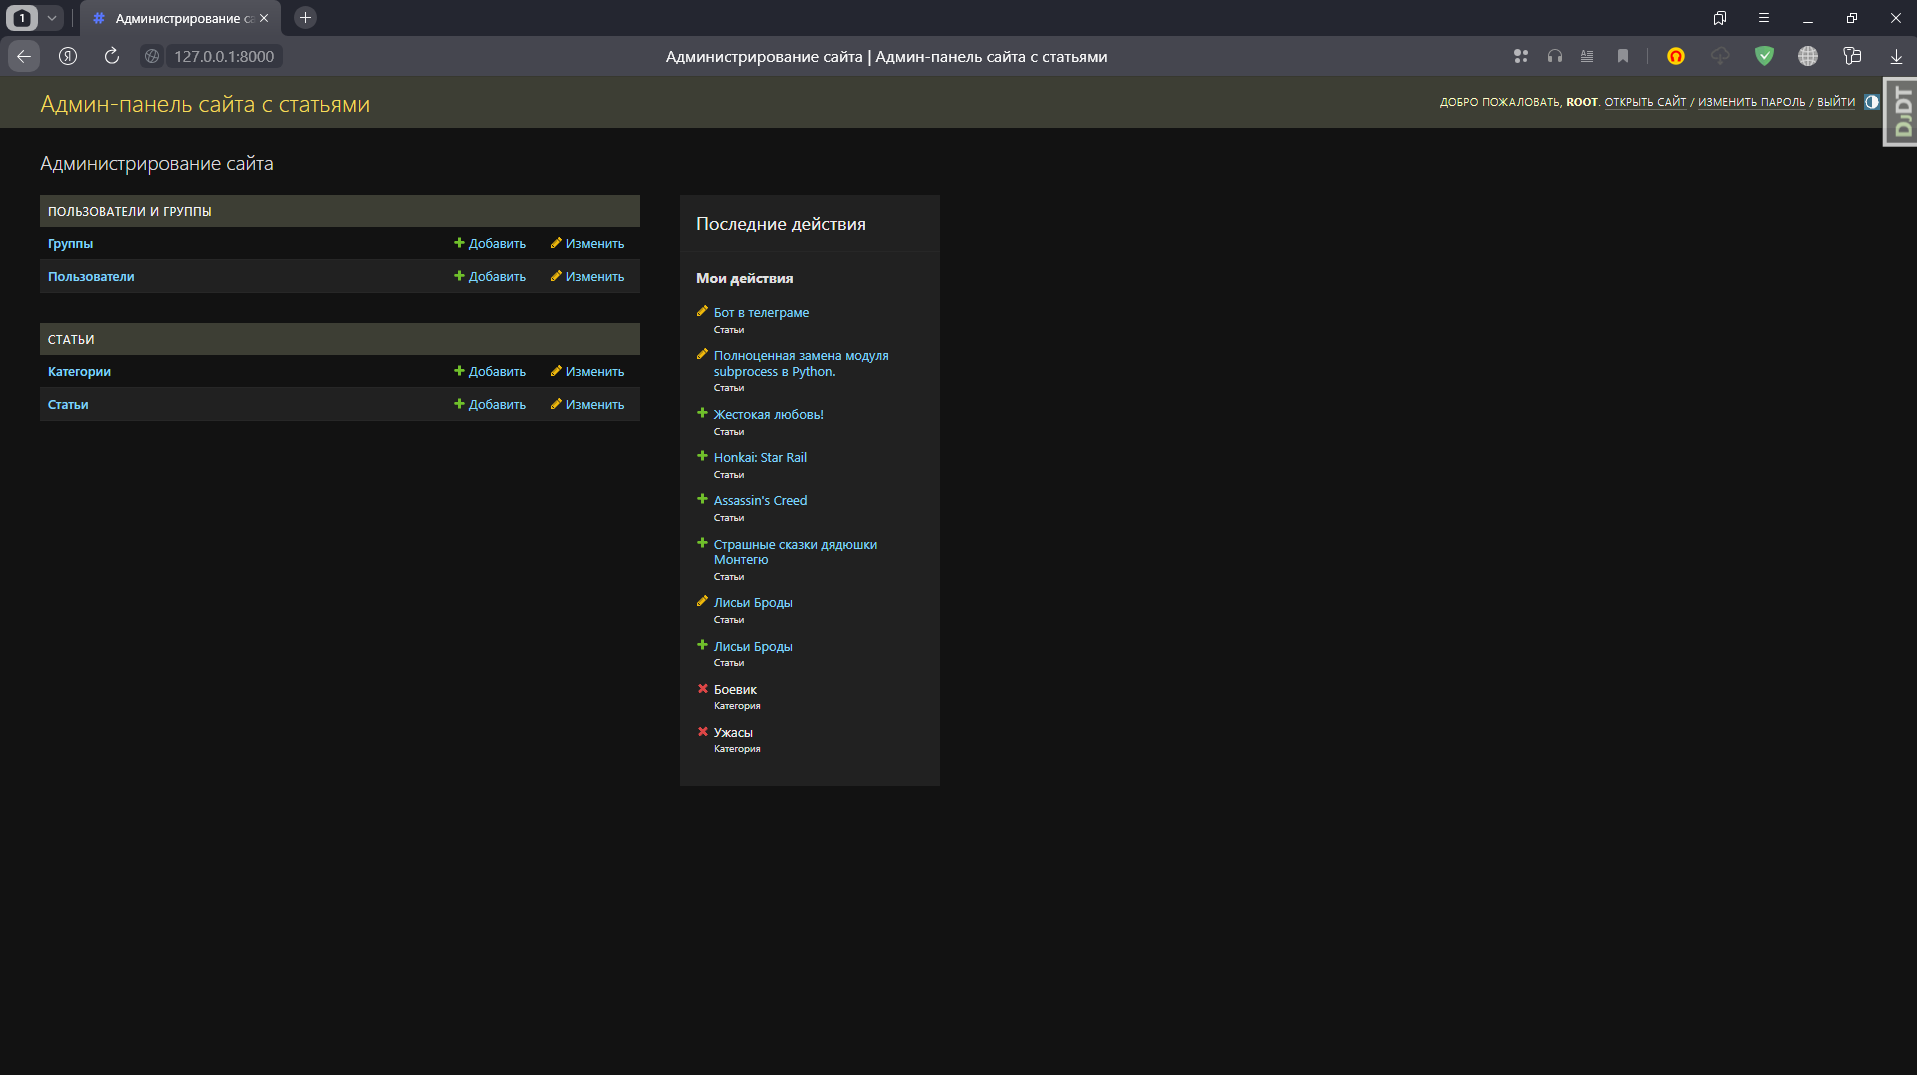 1
Администрирование са
127.0.0.1:8000
Администрирование сайта | Админ-панель сайта с статьями
Админ-панель сайта с статьями
ДОБРО ПОЖАЛОВАТЬ, ROOT. ОТКРЫТЬ САЙТ / ИЗМЕНИТЬ ПАРОЛЬ / ВЫЙТИ
DJDT
Администрирование сайта
ПОЛЬЗОВАТЕЛИ И ГРУППЫ
Группы Добавить Изменить
Пользователи Добавить Изменить
СТАТЬИ
Категории Добавить Изменить
Статьи Добавить Изменить
Последние действия
Мои действия
Бот в телеграме
Статьи
Полноценная замена модуля
subprocess в Python.
Статьи
Жестокая любовь!
Статьи
Honkai: Star Rail
Статьи
Assassin's Creed
Статьи
Страшные сказки дядюшки
Монтегю
Статьи
Лисьи Броды
Статьи
Лисьи Броды
Статьи
Боевик
Категория
Ужасы
Категория